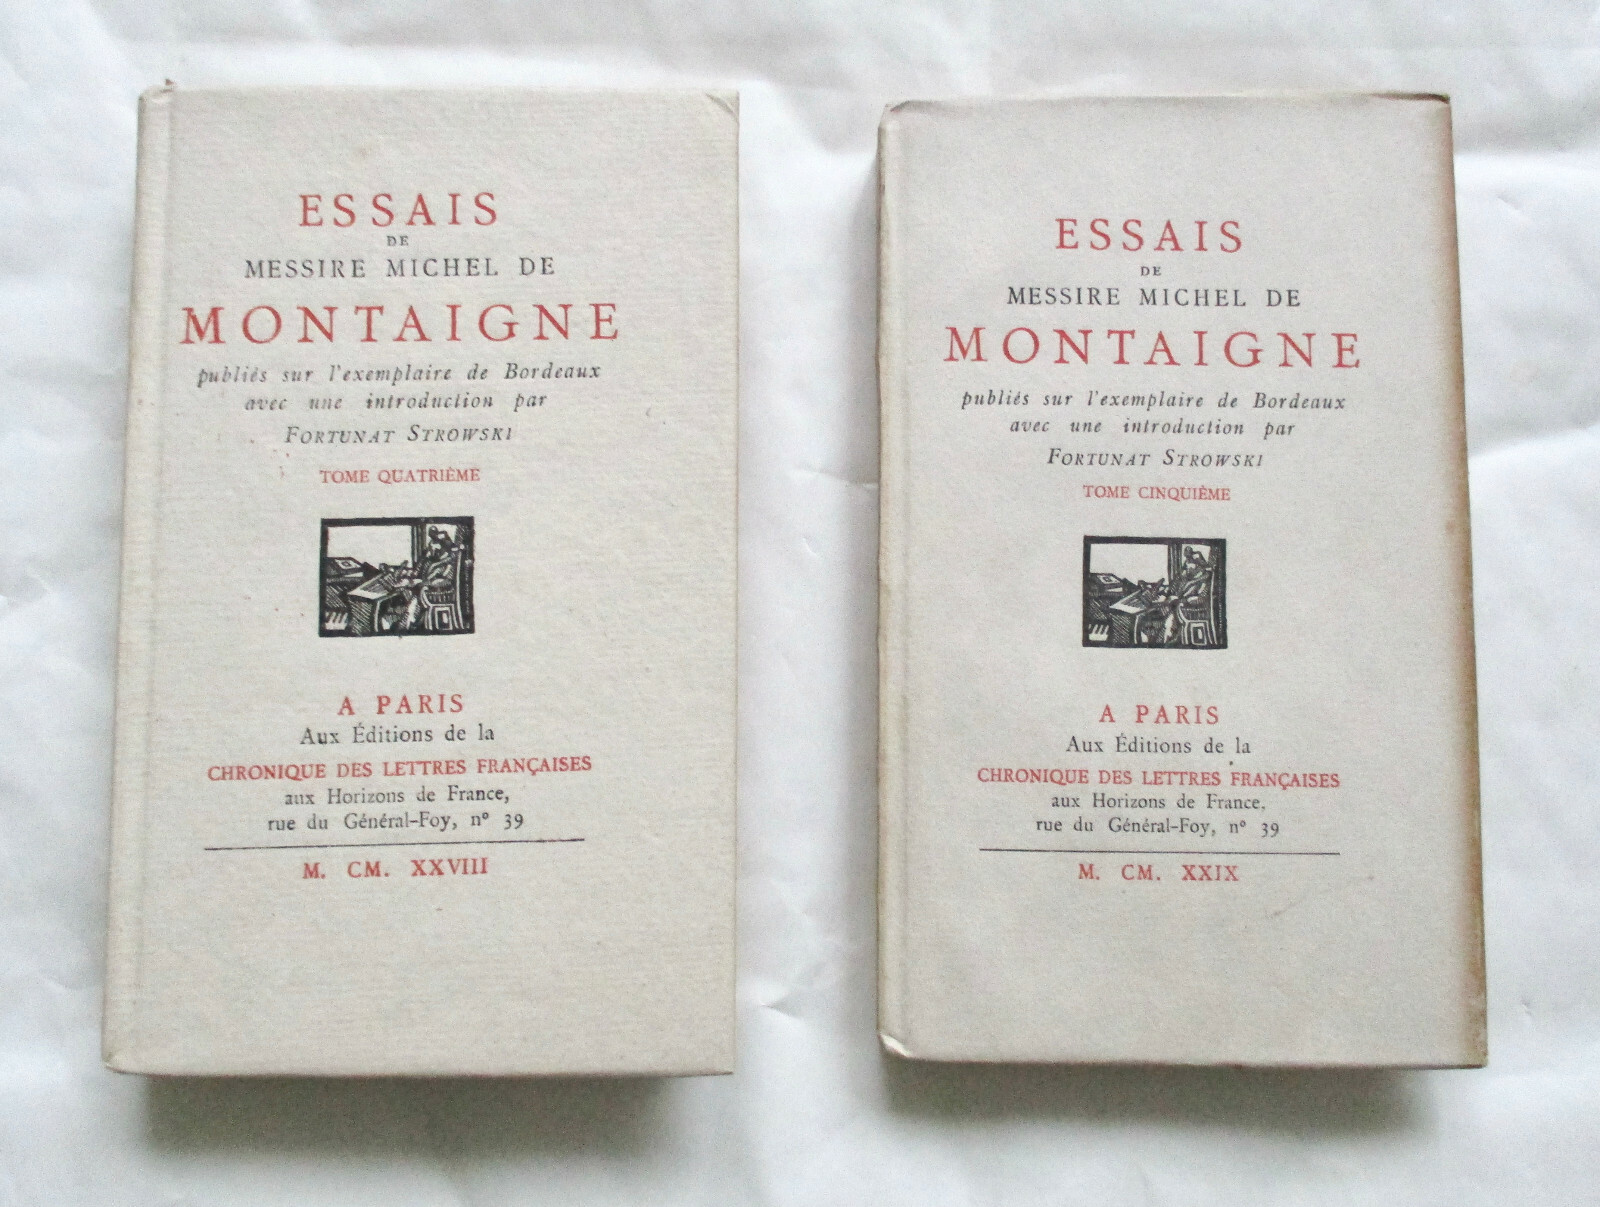 ESSAIS
DE
MESSIRE MICHEL DE
MONTAIGNE
publiés sur l'exemplaire de Bordeaux
avec une introduction par
FORTUNAT STROWSKI
TOME QUATRIÈME
A PARIS
Aux Éditions de la
CHRONIQUE DES LETTRES FRANÇAISES
aux Horizons de France,
rue du Général-Foy, nº 39
M. CM. XXVIII
ESSAIS
DE
MESSIRE MICHEL DE
MONTAIGNE
publiés sur l'exemplaire de Bordeaux
avec une introduction par
FORTUNAT STROWSKI
TOME CINQUIÈME
A PARIS
Aux Éditions de la
CHRONIQUE DES LETTRES FRANÇAISES
aux Horizons de France,
rue du Général-Foy, nº 39
M. CM. XXIX